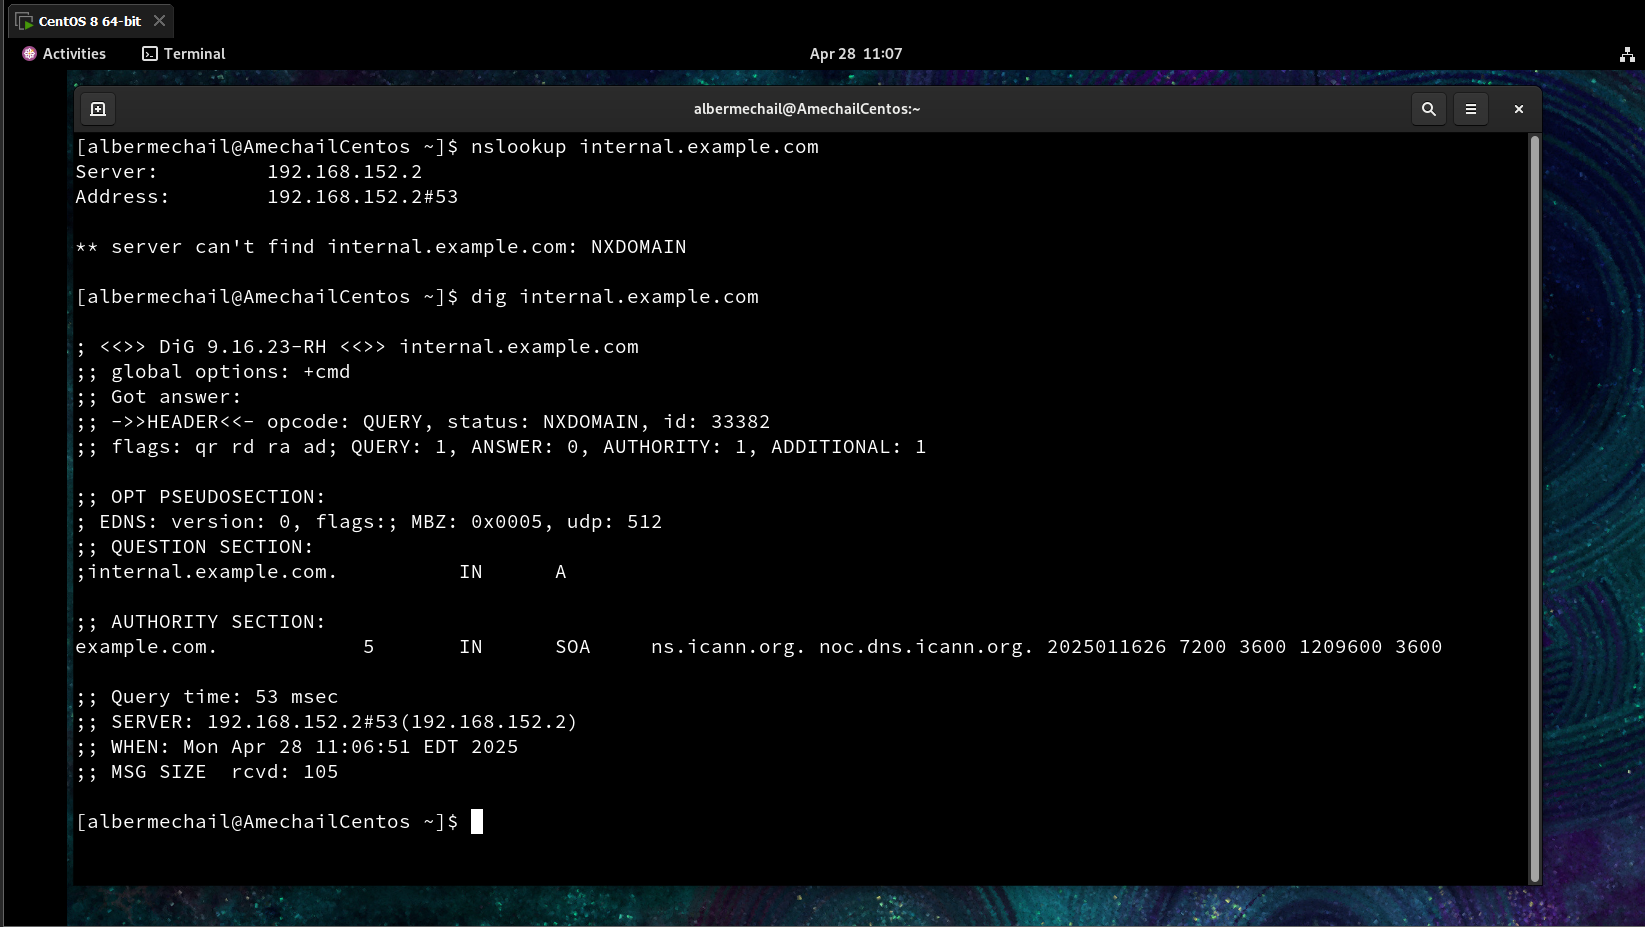 CentOS 8 64-bit
Activities
Terminal
Apr 28 11:07
albermechail@AmechailCentos:~
[albermechail@AmechailCentos ~]$ nslookup internal.example.com
Server: 192.168.152.2
Address: 192.168.152.2#53
** server can't find internal.example.com: NXDOMAIN
[albermechail@AmechailCentos ~]$ dig internal.example.com
; <<>> DiG 9.16.23-RH <<>> internal.example.com
;; global options: +cmd
;; Got answer:
;; ->>HEADER<<- opcode: QUERY, status: NXDOMAIN, id: 33382
;; flags: qr rd ra ad; QUERY: 1, ANSWER: 0, AUTHORITY: 1, ADDITIONAL: 1
;; OPT PSEUDOSECTION:
; EDNS: version: 0, flags:; MBZ: 0x0005, udp: 512
;; QUESTION SECTION:
;internal.example.com. IN A
;; AUTHORITY SECTION:
example.com. 5 IN SOA ns.icann.org. noc.dns.icann.org. 2025011626 7200 3600 1209600 3600
;; Query time: 53 msec
;; SERVER: 192.168.152.2#53(192.168.152.2)
;; WHEN: Mon Apr 28 11:06:51 EDT 2025
;; MSG SIZE  rcvd: 105
[albermechail@AmechailCentos ~]$